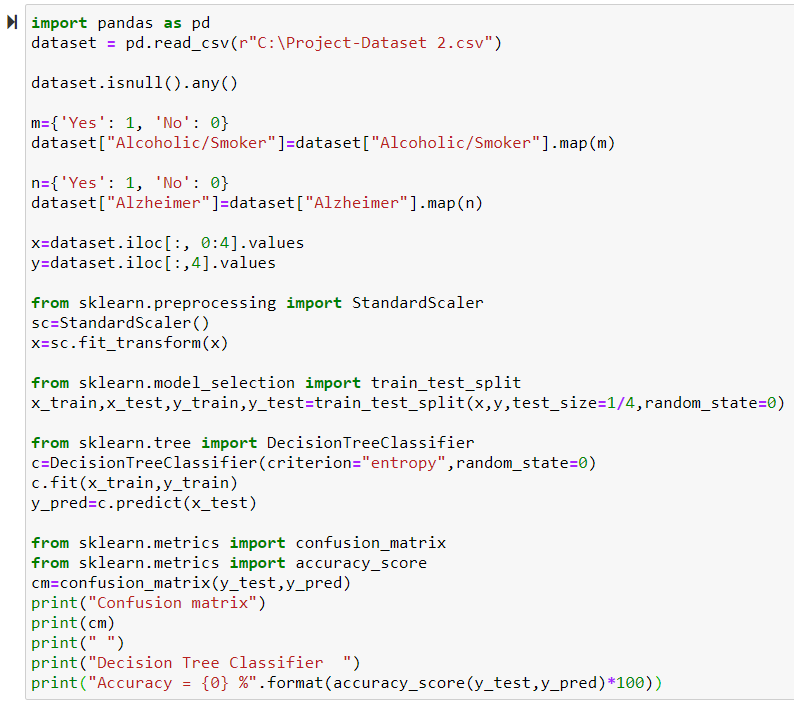 import pandas as pd
dataset = pd.read_csv(r"C:\Project-Dataset 2.csv")
dataset.isnull().any()
m={'Yes': 1, 'No': 0}
dataset["Alcoholic/Smoker"]=dataset["Alcoholic/Smoker"].map(m)
n={'Yes': 1, 'No': 0}
dataset["Alzheimer"]=dataset["Alzheimer"].map(n)
x=dataset.iloc[:, 0:4].values
y=dataset.iloc[:,4].values
from sklearn.preprocessing import StandardScaler
sc=StandardScaler()
x=sc.fit_transform(x)
from sklearn.model_selection import train_test_split
x_train,x_test,y_train,y_test=train_test_split(x,y,test_size=1/4,random_state=0)
from sklearn.tree import DecisionTreeClassifier
c=DecisionTreeClassifier(criterion="entropy",random_state=0)
c.fit(x_train,y_train)
y_pred=c.predict(x_test)
from sklearn.metrics import confusion_matrix
from sklearn.metrics import accuracy_score
cm=confusion_matrix(y_test,y_pred)
print("Confusion matrix")
print(cm)
print(" ")
print("Decision Tree Classifier  ")
print("Accuracy = {0} %".format(accuracy_score(y_test,y_pred)*100))